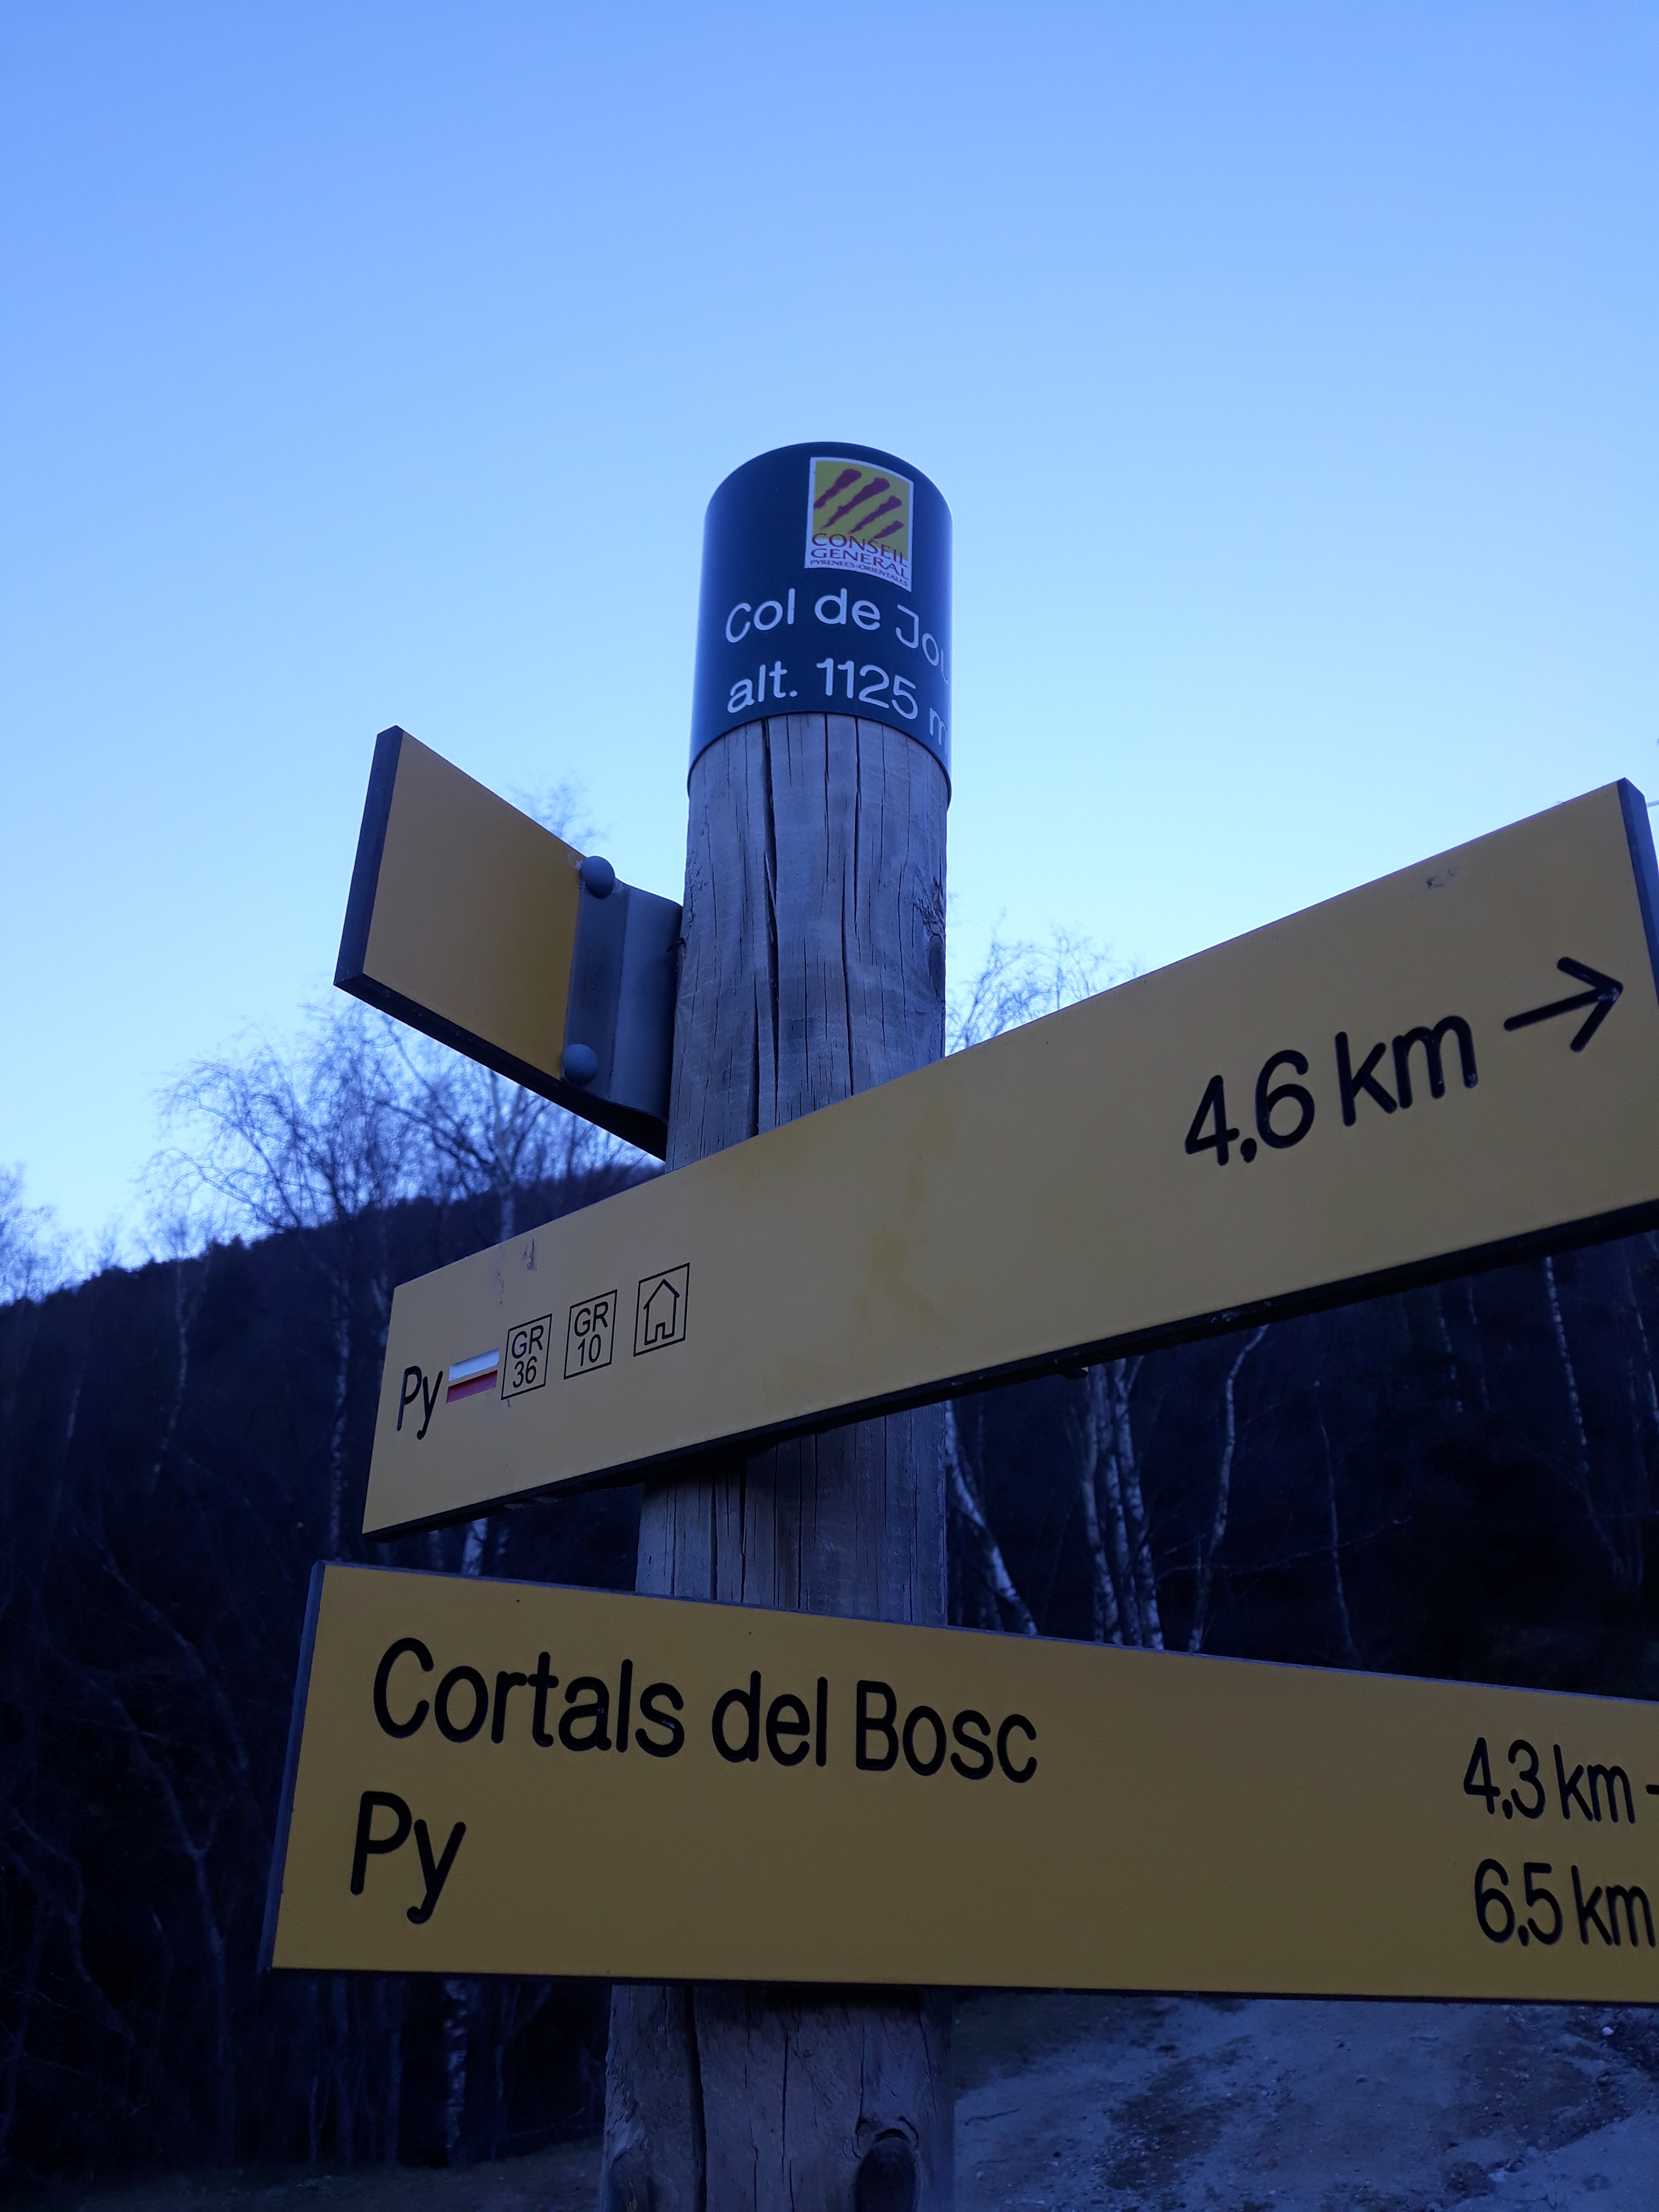 CONSEIL
GENERAL
PYRENEES-ORIENTALES
Col de Jou
alt. 1125 m
4,6 km →
Py GR 36 GR 10
Cortals del Bosc 4,3 km
Py 6,5 km